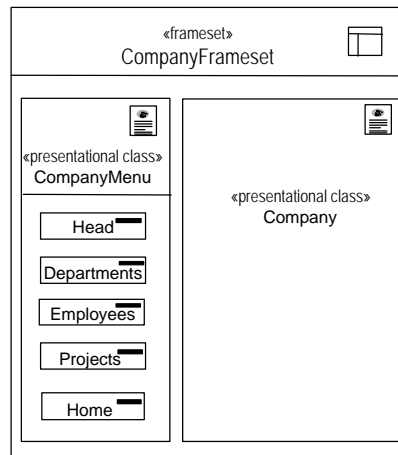 «frameset»
CompanyFrameset
«presentational class»
CompanyMenu
Head
Departments
Employees
Projects
Home
«presentational class»
Company